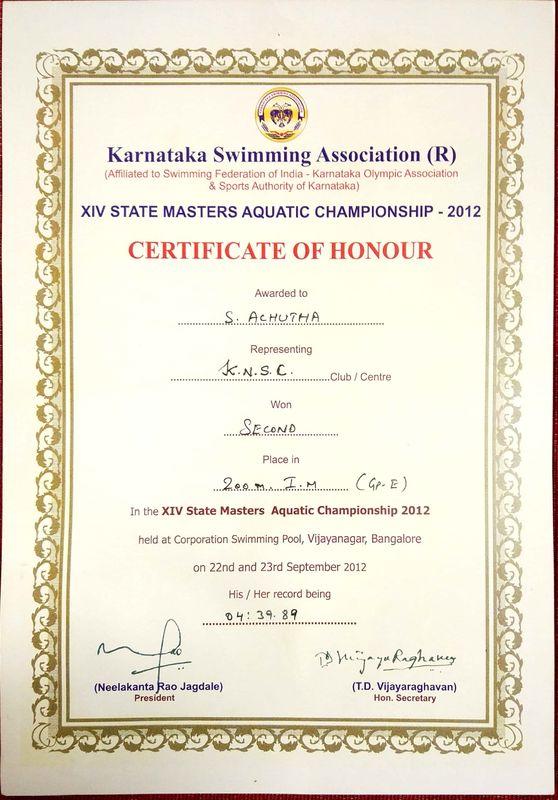 Karnataka Swimming Association (R)
(Affiliated to Swimming Federation of India - Karnataka Olympic Association
& Sports Authority of Karnataka)
XIV STATE MASTERS AQUATIC CHAMPIONSHIP - 2012
CERTIFICATE OF HONOUR
Awarded to
S. ACHUTHA
Representing
K.N.S.C. Club / Centre
Won
SECOND
Place in
200 m. I.M (GP-E)
In the XIV State Masters Aquatic Championship 2012
held at Corporation Swimming Pool, Vijayanagar, Bangalore
on 22nd and 23rd September 2012
His / Her record being
04:39.89
TD Vijayaraghavan
(Neelakanta Rao Jagdale) (T.D. Vijayaraghavan)
President Hon. Secretary